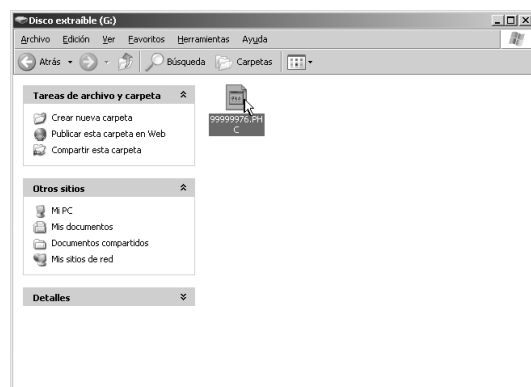 Disco extraíble (G:)
Archivo Edición Ver Favoritos Herramientas Ayuda
Atrás Búsqueda Carpetas
Tareas de archivo y carpeta
Crear nueva carpeta
Publicar esta carpeta en Web
Compartir esta carpeta
99999976.PH
C
Otros sitios
Mi PC
Mis documentos
Documentos compartidos
Mis sitios de red
Detalles